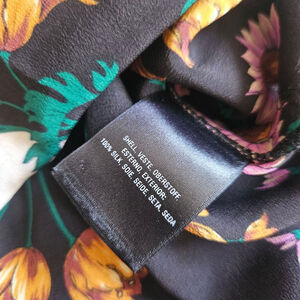 SHELL, VESTE, OBERSTOFF,
ESTERNO, EXTERIOR:
100% SILK, SOIE, SEIDE, SETA, SEDA